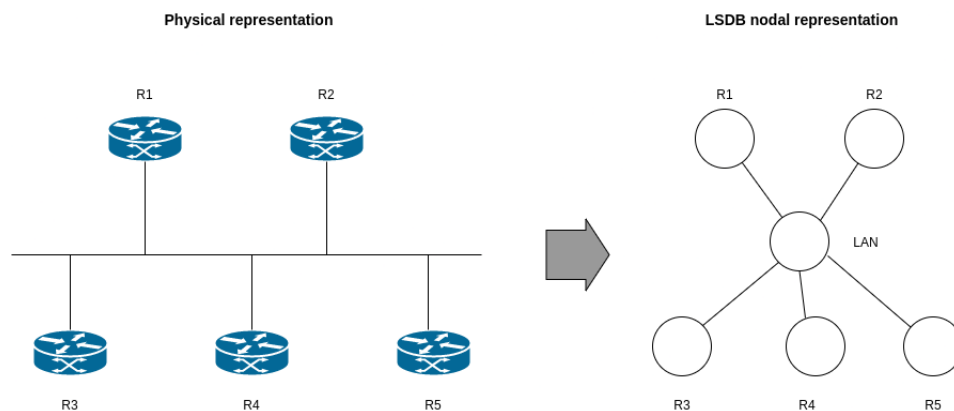 Physical representation
LSDB nodal representation
R1
R2
R1
R2
LAN
R3
R4
R5
R3
R4
R5